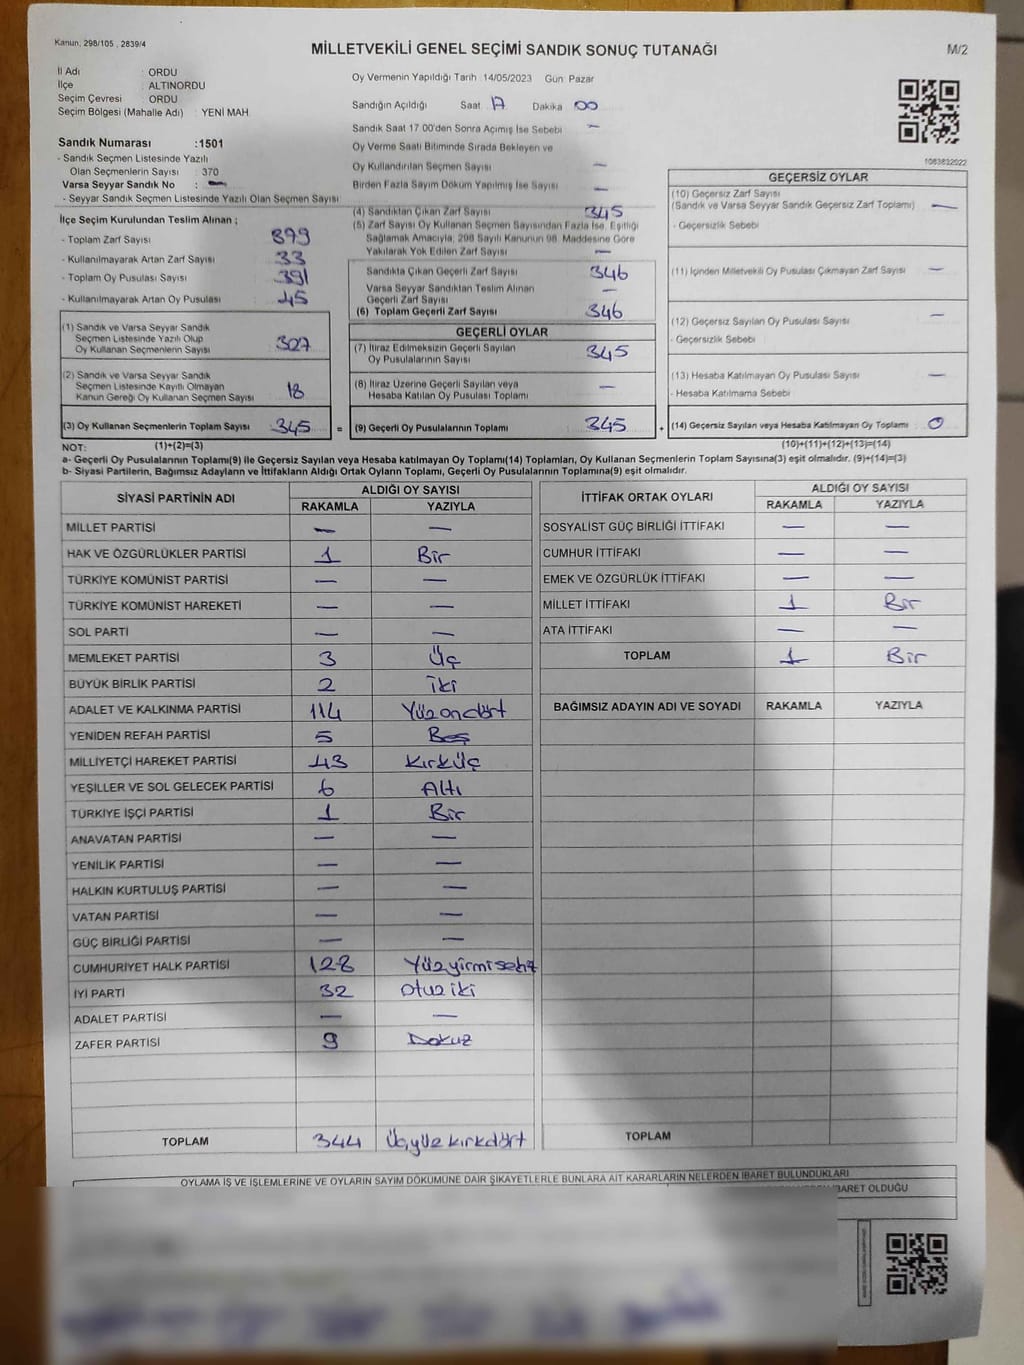 Kanun, 298/105 , 2839/4
MİLLETVEKİLİ GENEL SEÇİMİ SANDIK SONUÇ TUTANAĞI
M/2
İl Adı : ORDU
İlçe : ALTINORDU
Seçim Çevresi : ORDU
Seçim Bölgesi (Mahalle Adı) : YENİ MAH
Sandık Numarası :1501
- Sandık Seçmen Listesinde Yazılı
Olan Seçmenlerin Sayısı : 370
Varsa Seyyar Sandık No : —
- Seyyar Sandık Seçmen Listesinde Yazılı Olan Seçmen Sayısı
İlçe Seçim Kurulundan Teslim Alınan ;
- Toplam Zarf Sayısı 399
- Kullanılmayarak Artan Zarf Sayısı 33
- Toplam Oy Pusulası Sayısı 391
- Kullanılmayarak Artan Oy Pusulası 45
(1) Sandık ve Varsa Seyyar Sandık
Seçmen Listesinde Yazılı Olup
Oy Kullanan Seçmenlerin Sayısı 327
(2) Sandık ve Varsa Seyyar Sandık
Seçmen Listesinde Kayıtlı Olmayan
Kanun Gereği Oy Kullanan Seçmen Sayısı 18
(3) Oy Kullanan Seçmenlerin Toplam Sayısı 345 =
Oy Vermenin Yapıldığı Tarih 14/05/2023 Gün Pazar
Sandığın Açıldığı Saat 17 Dakika 00
Sandık Saat 17 00'den Sonra Açımış İse Sebebi —
Oy Verme Saati Bitiminde Sırada Bekleyen ve
Oy Kullandırılan Seçmen Sayısı —
Birden Fazla Sayım Döküm Yapılmış İse Sayısı —
(4) Sandıktan Çıkan Zarf Sayısı 345
(5) Zarf Sayısı Oy Kullanan Seçmen Sayısından Fazla İse, Eşitliği
Sağlamak Amacıyla, 298 Sayılı Kanunun 98. Maddesine Göre
Yakılarak Yok Edilen Zarf Sayısı —
Sandıkta Çıkan Geçerli Zarf Sayısı 346
Varsa Seyyar Sandıktan Teslim Alınan
Geçerli Zarf Sayısı —
(6) Toplam Geçerli Zarf Sayısı 346
GEÇERLİ OYLAR
(7) İtiraz Edilmeksizin Geçerli Sayılan
Oy Pusulalarının Sayısı 345
(8) İtiraz Üzerine Geçerli Sayılan veya
Hesaba Katılan Oy Pusulası Toplamı —
(9) Geçerli Oy Pusulalarının Toplamı 345 +
1063832022
GEÇERSİZ OYLAR
(10) Geçersiz Zarf Sayısı
(Sandık ve Varsa Seyyar Sandık Geçersiz Zarf Toplamı) —
- Geçersizlik Sebebi
(11) İçinden Milletvekili Oy Pusulası Çıkmayan Zarf Sayısı —
(12) Geçersiz Sayılan Oy Pusulası Sayısı —
- Geçersizlik Sebebi
(13) Hesaba Katılmayan Oy Pusulası Sayısı —
- Hesaba Katılmama Sebebi
(14) Geçersiz Sayılan veya Hesaba Katılmayan Oy Toplamı 0
NOT: (1)+(2)=(3) (10)+(11)+(12)+(13)=(14)
a- Geçerli Oy Pusulalarının Toplamı(9) ile Geçersiz Sayılan veya Hesaba katılmayan Oy Toplamı(14) Toplamları, Oy Kullanan Seçmenlerin Toplam Sayısına(3) eşit olmalıdır. (9)+(14)=(3)
b- Siyasi Partilerin, Bağımsız Adayların ve İttifakların Aldığı Ortak Oyların Toplamı, Geçerli Oy Pusulalarının Toplamına(9) eşit olmalıdır.
SİYASİ PARTİNİN ADI ALDIĞI OY SAYISI
RAKAMLA YAZIYLA
MİLLET PARTİSİ — —
HAK VE ÖZGÜRLÜKLER PARTİSİ 1 Bir
TÜRKİYE KOMÜNİST PARTİSİ — —
TÜRKİYE KOMÜNİST HAREKETİ — —
SOL PARTİ — —
MEMLEKET PARTİSİ 3 Üç
BÜYÜK BİRLİK PARTİSİ 2 İki
ADALET VE KALKINMA PARTİSİ 114 Yüzondört
YENİDEN REFAH PARTİSİ 5 Beş
MİLLİYETÇİ HAREKET PARTİSİ 43 Kırküç
YEŞİLLER VE SOL GELECEK PARTİSİ 6 Altı
TÜRKİYE İŞÇİ PARTİSİ 1 Bir
ANAVATAN PARTİSİ — —
YENİLİK PARTİSİ — —
HALKIN KURTULUŞ PARTİSİ — —
VATAN PARTİSİ — —
GÜÇ BİRLİĞİ PARTİSİ — —
CUMHURİYET HALK PARTİSİ 128
İYİ PARTİ 32 Otuziki
ADALET PARTİSİ — —
ZAFER PARTİSİ 9 Dokuz
TOPLAM 344 Üçyüzkırkdört
İTTİFAK ORTAK OYLARI ALDIĞI OY SAYISI
RAKAMLA YAZIYLA
SOSYALİST GÜÇ BİRLİĞİ İTTİFAKI — —
CUMHUR İTTİFAKI — —
EMEK VE ÖZGÜRLÜK İTTİFAKI — —
MİLLET İTTİFAKI 1 Bir
ATA İTTİFAKI — —
TOPLAM 1 Bir
BAĞIMSIZ ADAYIN ADI VE SOYADI RAKAMLA YAZIYLA
TOPLAM
OYLAMA İŞ VE İŞLEMLERİNE VE OYLARIN SAYIM DÖKÜMÜNE DAİR ŞİKAYETLERLE BUNLARA AİT KARARLARIN NELERDEN İBARET BULUNDUKLARI
OLDUĞU